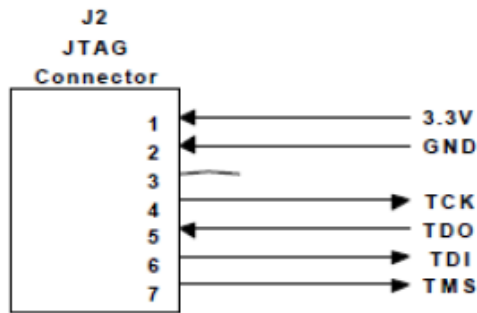 J2
JTAG
Connector
1 3.3V
2 GND
3
4 TCK
5 TDO
6 TDI
7 TMS